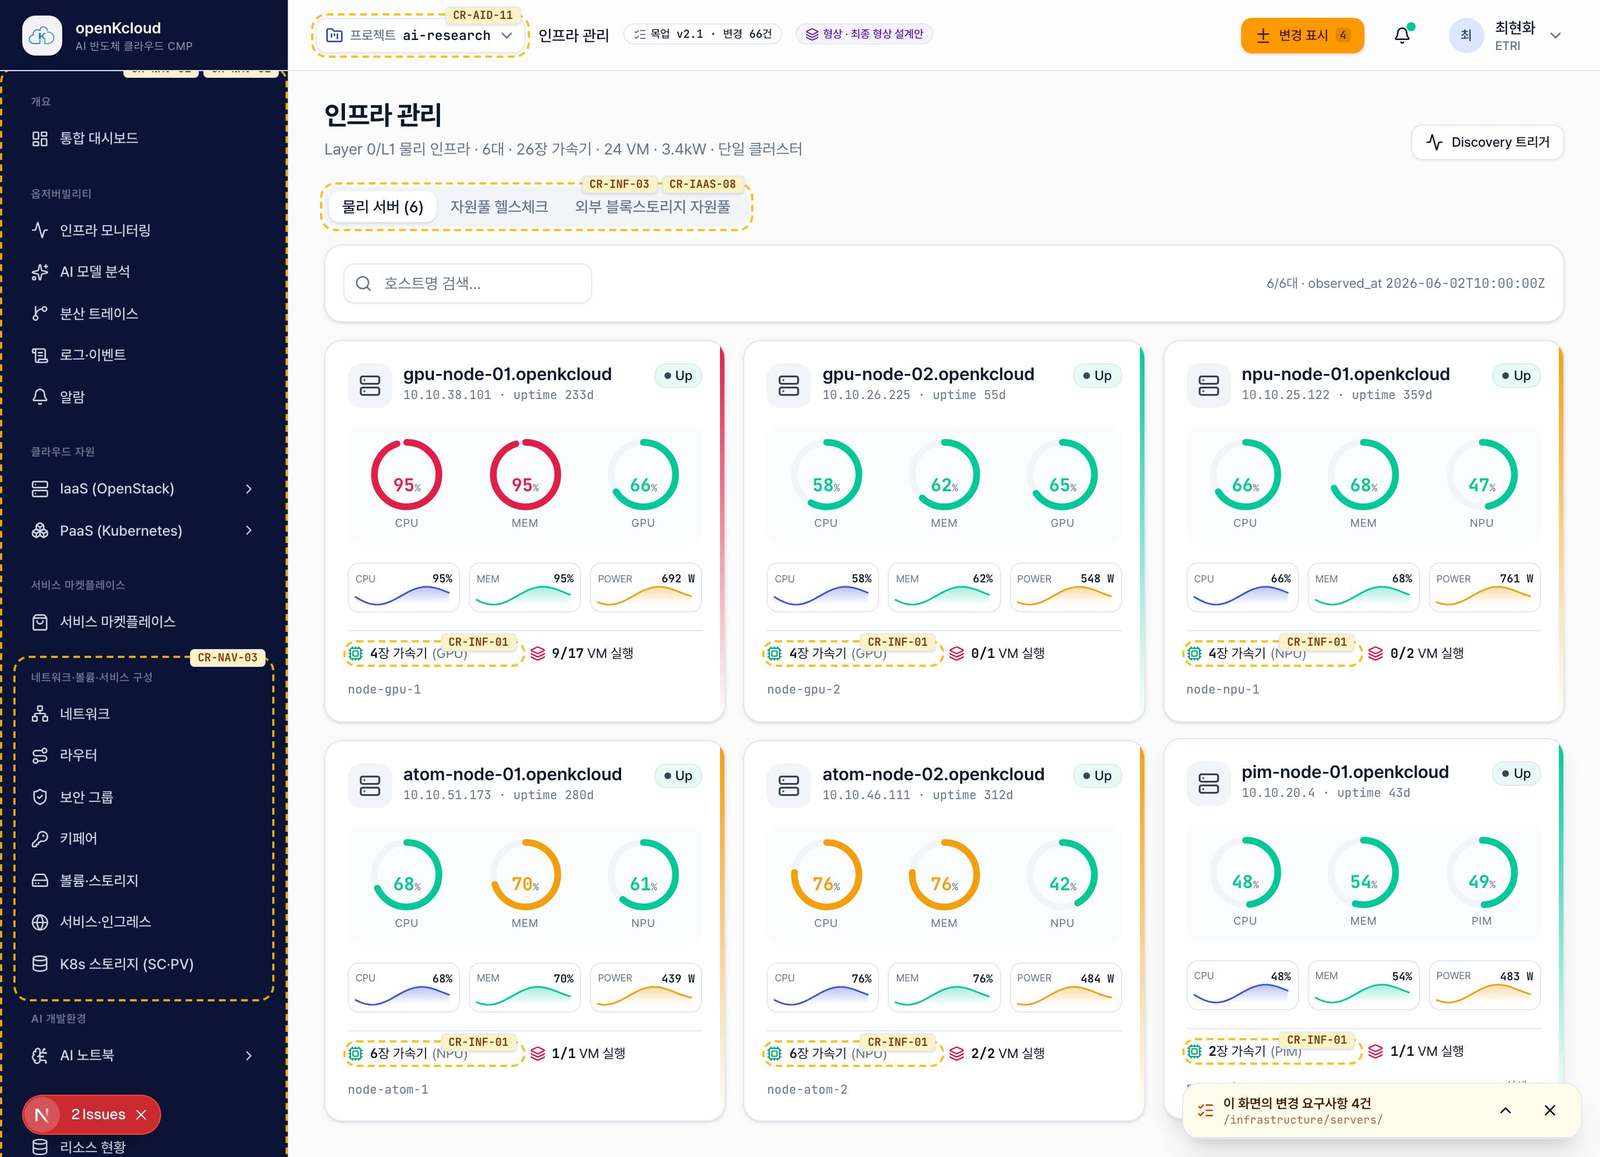 openKcloud
AI 반도체 클라우드 CMP
CR-AID-11
프로젝트 ai-research
인프라 관리
목업 v2.1 · 변경 66건
형상 · 최종 형상 설계안
변경 표시 4
최
최현화
ETRI
개요
통합 대시보드
옵저버빌리티
인프라 모니터링
AI 모델 분석
분산 트레이스
로그·이벤트
알람
클라우드 자원
IaaS (OpenStack)
PaaS (Kubernetes)
서비스 마켓플레이스
서비스 마켓플레이스
CR-NAV-03
네트워크·볼륨·서비스 구성
네트워크
라우터
보안 그룹
키페어
볼륨·스토리지
서비스·인그레스
K8s 스토리지 (SC·PV)
AI 개발환경
AI 노트북
N 2 Issues
리소스 현황
인프라 관리
Layer 0/L1 물리 인프라 · 6대 · 26장 가속기 · 24 VM · 3.4kW · 단일 클러스터
Discovery 트리거
CR-INF-03 CR-IAAS-08
물리 서버 (6) 자원풀 헬스체크 외부 블록스토리지 자원풀
호스트명 검색...
6/6대 · observed_at 2026-06-02T10:00:00Z
gpu-node-01.openkcloud
Up
10.10.38.101 · uptime 233d
95% 95% 66%
CPU MEM GPU
CPU 95% MEM 95% POWER 692 W
CR-INF-01
4장 가속기 (GPU) 9/17 VM 실행
node-gpu-1
gpu-node-02.openkcloud
Up
10.10.26.225 · uptime 55d
58% 62% 65%
CPU MEM GPU
CPU 58% MEM 62% POWER 548 W
CR-INF-01
4장 가속기 (GPU) 0/1 VM 실행
node-gpu-2
npu-node-01.openkcloud
Up
10.10.25.122 · uptime 359d
66% 68% 47%
CPU MEM NPU
CPU 66% MEM 68% POWER 761 W
CR-INF-01
4장 가속기 (NPU) 0/2 VM 실행
node-npu-1
atom-node-01.openkcloud
Up
10.10.51.173 · uptime 280d
68% 70% 61%
CPU MEM NPU
CPU 68% MEM 70% POWER 439 W
CR-INF-01
6장 가속기 (NPU) 1/1 VM 실행
node-atom-1
atom-node-02.openkcloud
Up
10.10.46.111 · uptime 312d
76% 76% 42%
CPU MEM NPU
CPU 76% MEM 76% POWER 484 W
CR-INF-01
6장 가속기 (NPU) 2/2 VM 실행
node-atom-2
pim-node-01.openkcloud
Up
10.10.20.4 · uptime 43d
48% 54% 49%
CPU MEM PIM
CPU 48% MEM 54% POWER 483 W
CR-INF-01
2장 가속기 (PIM) 1/1 VM 실행
이 화면의 변경 요구사항 4건
/infrastructure/servers/